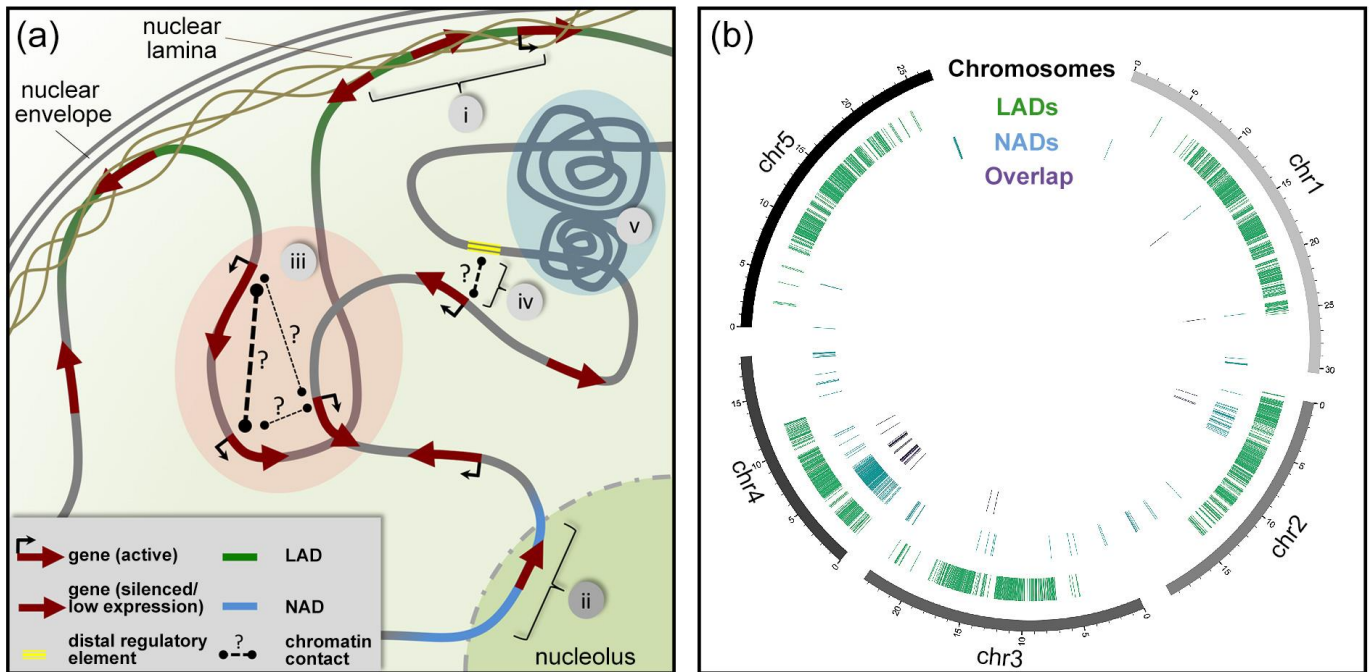 (a)
nuclear
lamina
nuclear
envelope
i
iii
?
?
?
?
iv
v
ii
nucleolus
gene (active)
LAD
gene (silenced/
low expression)
NAD
distal regulatory
element
?
chromatin
contact
(b)
Chromosomes
LADs
NADs
Overlap
chr1
0
5
10
15
20
25
30
chr2
0
5
10
15
chr3
0
5
10
15
20
chr4
0
5
10
15
chr5
0
5
10
15
20
25